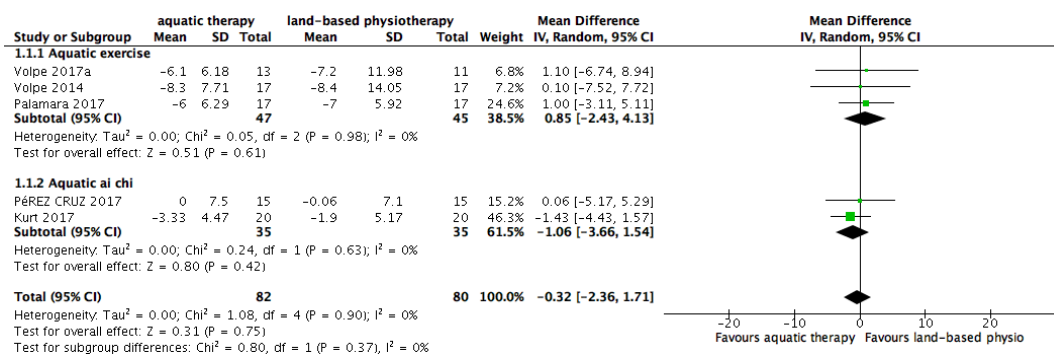 aquatic therapy land-based physiotherapy Mean Difference Mean Difference
Study or Subgroup Mean SD Total Mean SD Total Weight IV, Random, 95% CI IV, Random, 95% CI
1.1.1 Aquatic exercise
Volpe 2017a −6.1 6.18 13 −7.2 11.98 11 6.8% 1.10 [−6.74, 8.94]
Volpe 2014 −8.3 7.71 17 −8.4 14.05 17 7.2% 0.10 [−7.52, 7.72]
Palamara 2017 −6 6.29 17 −7 5.92 17 24.6% 1.00 [−3.11, 5.11]
Subtotal (95% CI) 47 45 38.5% 0.85 [−2.43, 4.13]
Heterogeneity: Tau² = 0.00; Chi² = 0.05, df = 2 (P = 0.98); I² = 0%
Test for overall effect: Z = 0.51 (P = 0.61)
1.1.2 Aquatic ai chi
PéREZ CRUZ 2017 0 7.5 15 −0.06 7.1 15 15.2% 0.06 [−5.17, 5.29]
Kurt 2017 −3.33 4.47 20 −1.9 5.17 20 46.3% −1.43 [−4.43, 1.57]
Subtotal (95% CI) 35 35 61.5% −1.06 [−3.66, 1.54]
Heterogeneity: Tau² = 0.00; Chi² = 0.24, df = 1 (P = 0.63); I² = 0%
Test for overall effect: Z = 0.80 (P = 0.42)
Total (95% CI) 82 80 100.0% −0.32 [−2.36, 1.71]
Heterogeneity: Tau² = 0.00; Chi² = 1.08, df = 4 (P = 0.90); I² = 0%
Test for overall effect: Z = 0.31 (P = 0.75)
Test for subgroup differences: Chi² = 0.80, df = 1 (P = 0.37), I² = 0%
−20 −10 0 10 20
Favours aquatic therapy Favours land-based physio